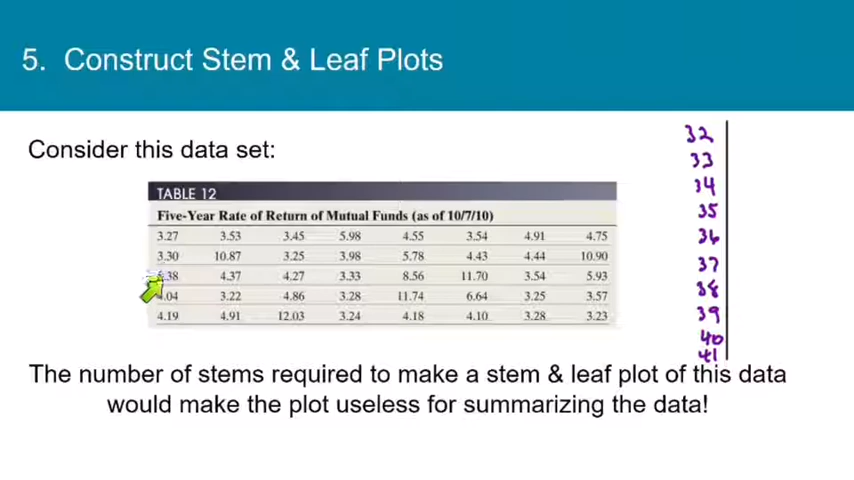 5. Construct Stem & Leaf Plots
Consider this data set:
TABLE 12
Five-Year Rate of Return of Mutual Funds (as of 10/7/10)
3.27 3.53 3.45 5.98 4.55 3.54 4.91 4.75
3.30 10.87 3.25 3.98 5.78 4.43 4.44 10.90
4.37 4.27 3.33 8.56 11.70 3.54 5.93
4.04 3.22 4.86 3.28 11.74 6.64 3.25 3.57
4.19 4.91 12.03 3.24 4.18 4.10 3.28 3.23
32
33
34
35
36
37
38
39
40
41
The number of stems required to make a stem & leaf plot of this data
would make the plot useless for summarizing the data!